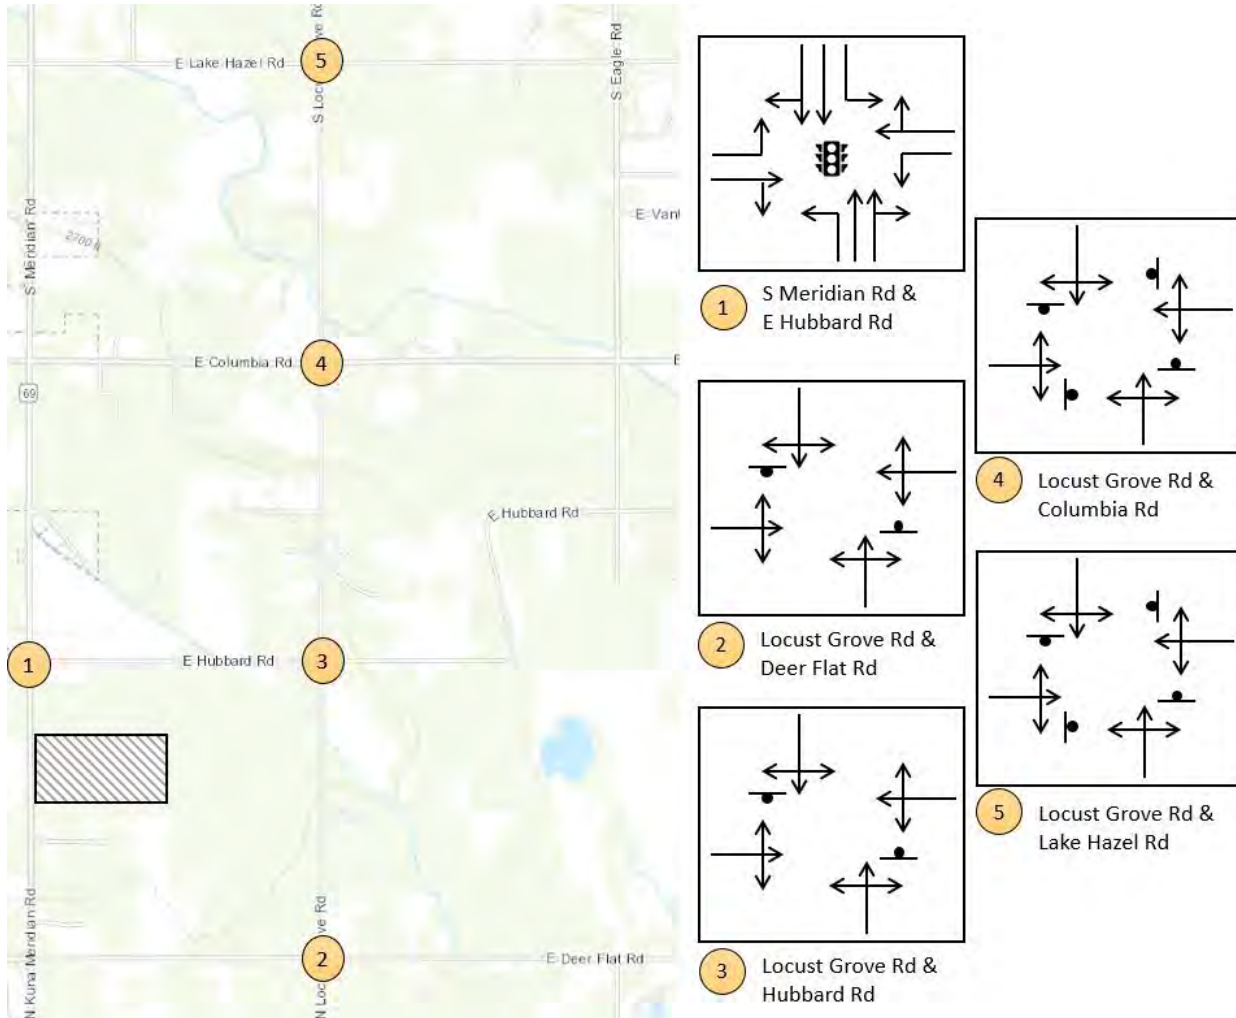 E Lake Hazel Rd
5
S Eagle Rd
S Meridian Rd
2700 ft
E Columbia Rd
4
69
E Hubbard Rd
1
E Hubbard Rd
3
N Kuna Meridian Rd
2
E Deer Flat Rd
1
S Meridian Rd &
E Hubbard Rd
2
Locust Grove Rd &
Deer Flat Rd
3
Locust Grove Rd &
Hubbard Rd
4
Locust Grove Rd &
Columbia Rd
5
Locust Grove Rd &
Lake Hazel Rd